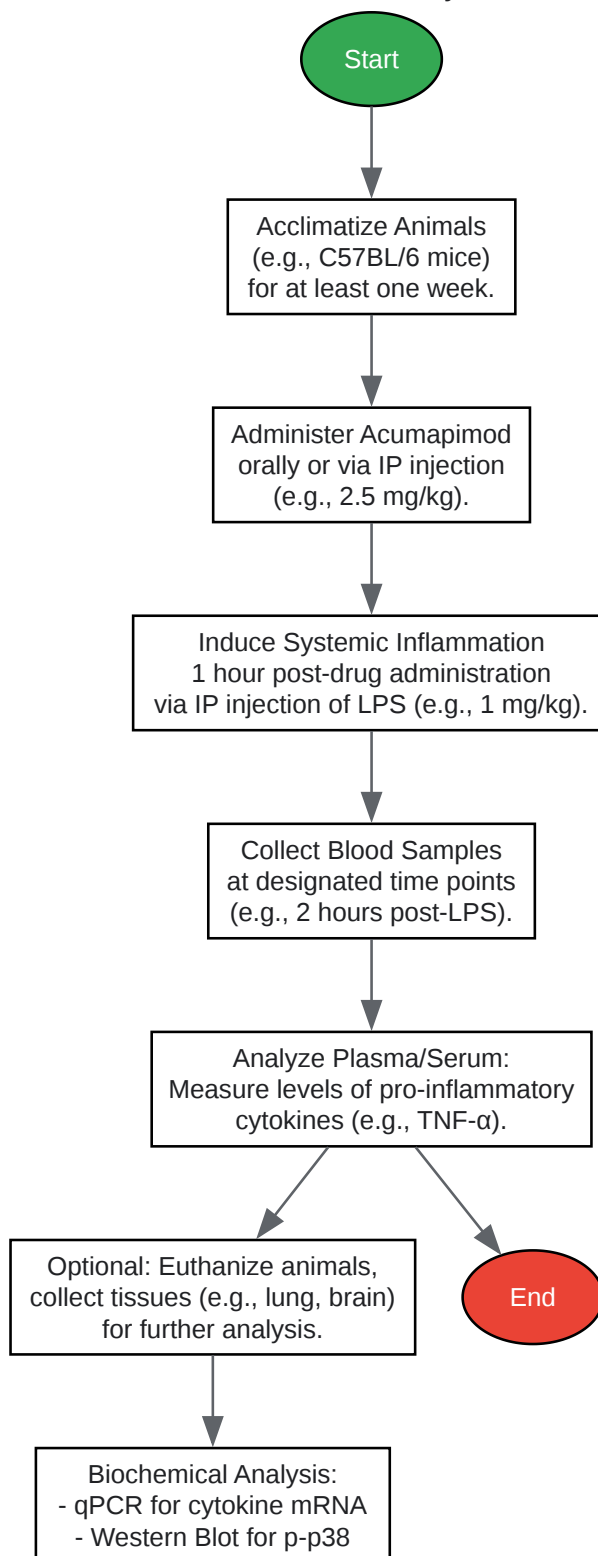 Start
Acclimatize Animals
(e.g., C57BL/6 mice)
for at least one week.
Administer Acumapimod
orally or via IP injection
(e.g., 2.5 mg/kg).
Induce Systemic Inflammation
1 hour post-drug administration
via IP injection of LPS (e.g., 1 mg/kg).
Collect Blood Samples
at designated time points
(e.g., 2 hours post-LPS).
Analyze Plasma/Serum:
Measure levels of pro-inflammatory
cytokines (e.g., TNF-α).
Optional: Euthanize animals,
collect tissues (e.g., lung, brain)
for further analysis.
End
Biochemical Analysis:
- qPCR for cytokine mRNA
- Western Blot for p-p38